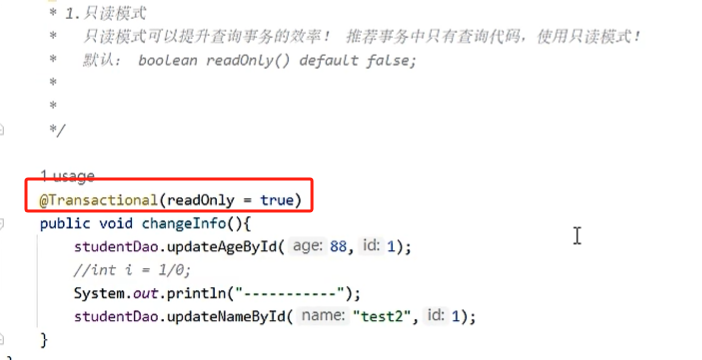 * 1.只读模式
* 只读模式可以提升查询事务的效率！ 推荐事务中只有查询代码，使用只读模式！
* 默认： boolean readOnly() default false;
*
*
*/
1 usage
@Transactional(readOnly = true)
public void changeInfo(){
studentDao.updateAgeById( age: 88, id: 1);
//int i = 1/0;
System.out.println("-----------");
studentDao.updateNameById( name: "test2", id: 1);
}